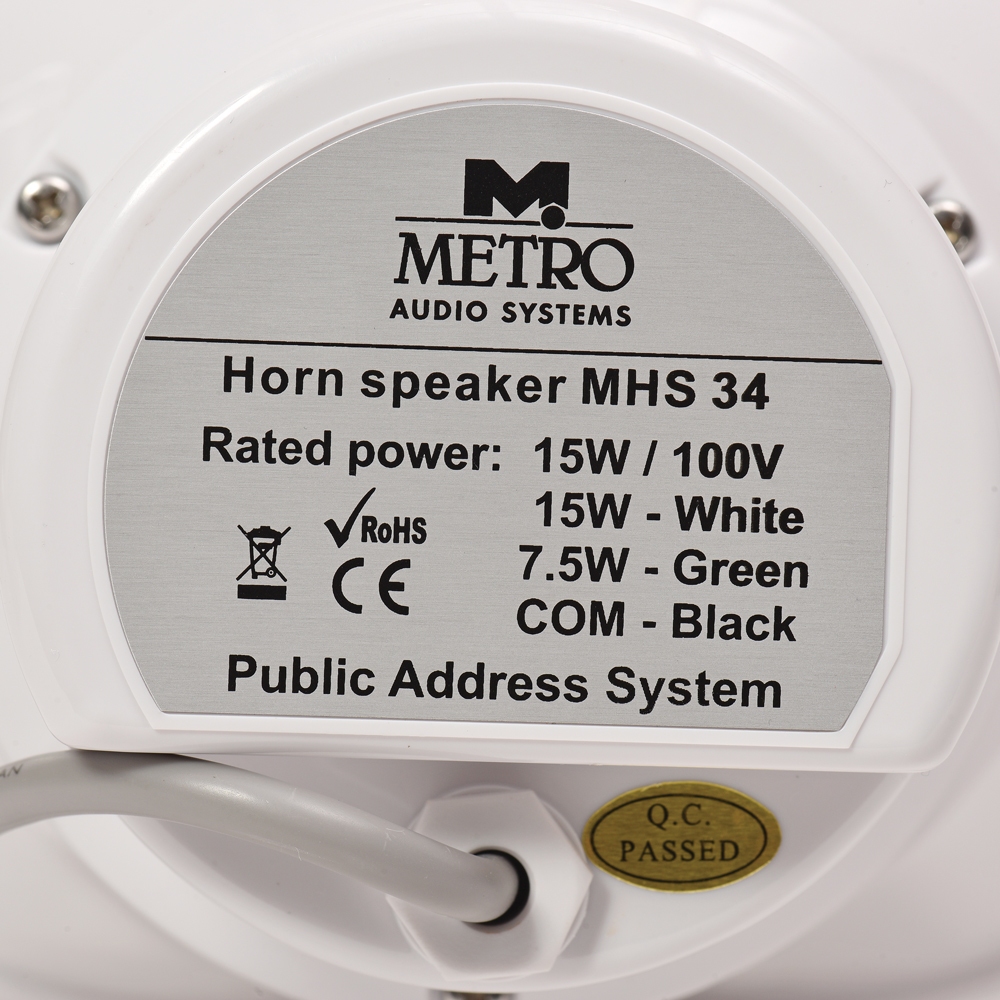 M
METRO
AUDIO SYSTEMS
Horn speaker MHS 34
Rated power: 15W / 100V
15W - White
7.5W - Green
COM - Black
RoHS
CE
Public Address System
Q.C.
PASSED